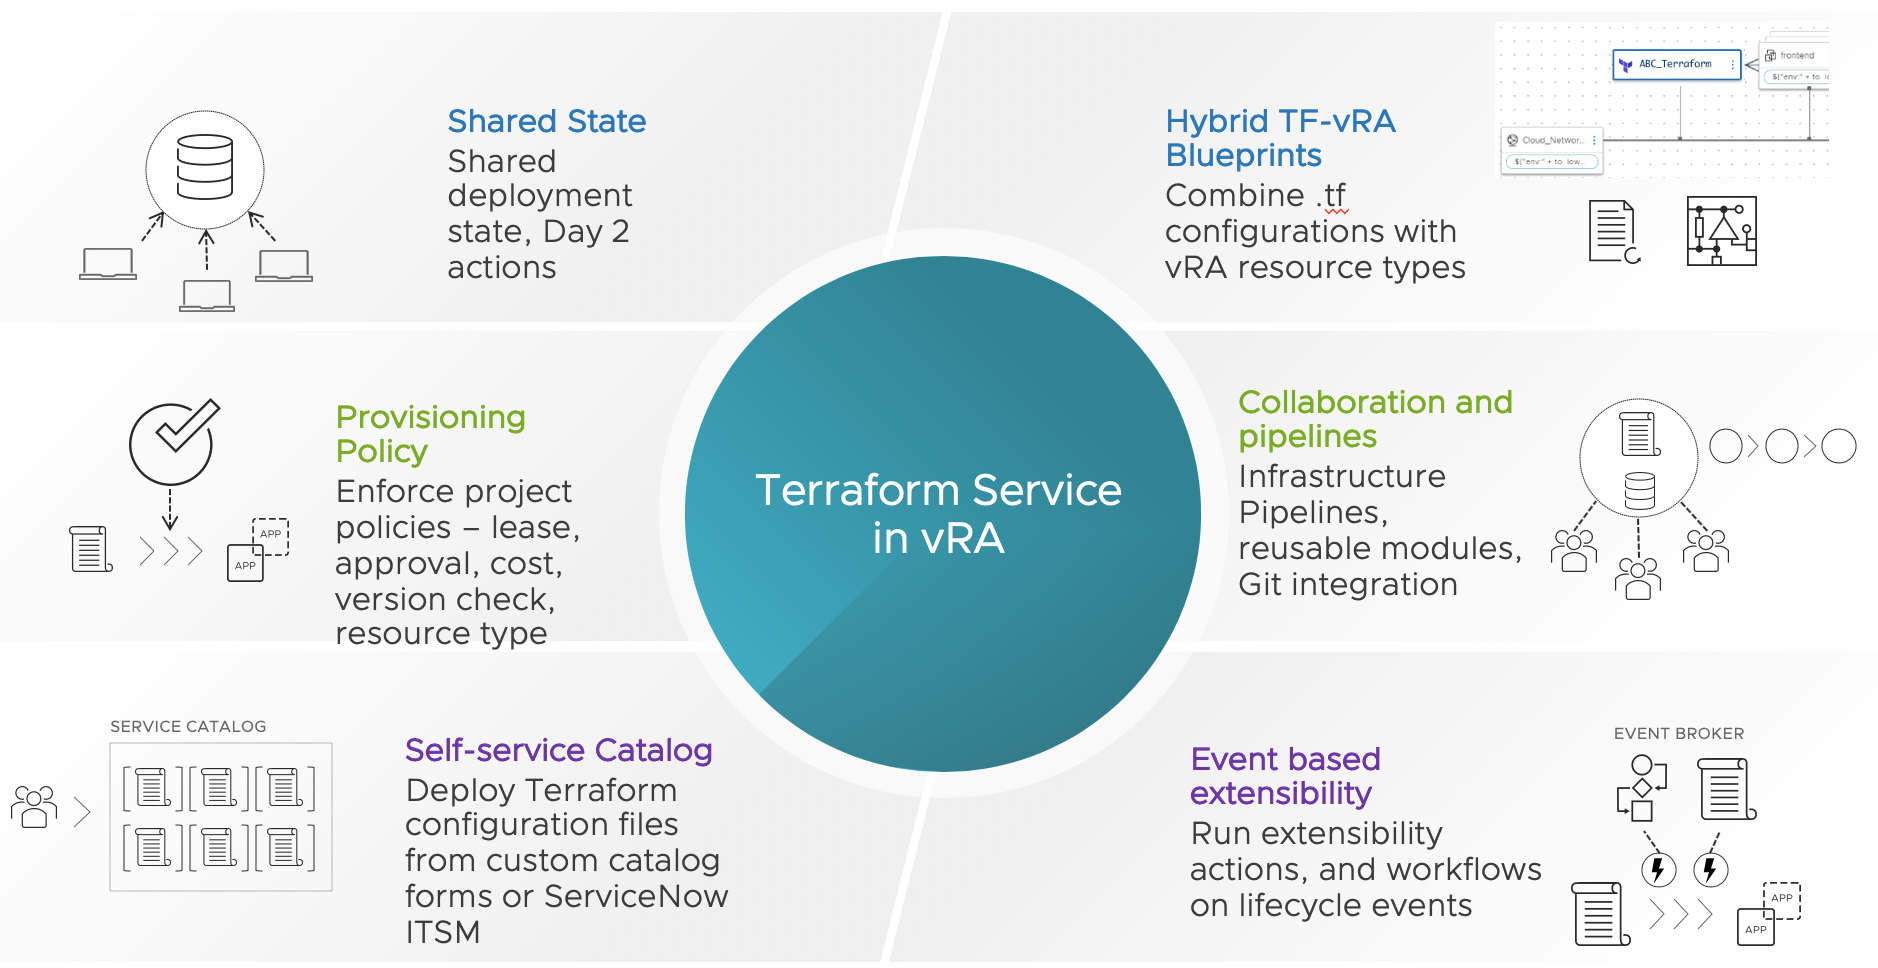 Shared State
Shared
deployment
state, Day 2
actions
Hybrid TF-vRA
Blueprints
Combine .tf
configurations with
vRA resource types
ABC_Terraform
frontend
${"env:" + to lo
Cloud_Networ...
${"env:" + to low...
Provisioning
Policy
Enforce project
policies – lease,
approval, cost,
version check,
resource type
APP
APP
Terraform Service
in vRA
Collaboration and
pipelines
Infrastructure
Pipelines,
reusable modules,
Git integration
SERVICE CATALOG
Self-service Catalog
Deploy Terraform
configuration files
from custom catalog
forms or ServiceNow
ITSM
Event based
extensibility
Run extensibility
actions, and workflows
on lifecycle events
EVENT BROKER
APP
APP